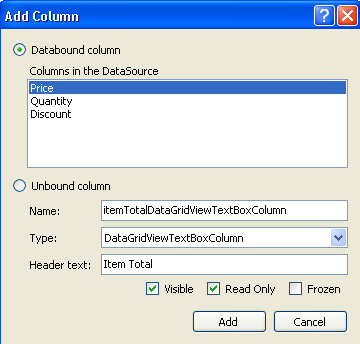 Add Column
Databound column
Columns in the DataSource
Price
Quantity
Discount
Unbound column
Name: itemTotalDataGridViewTextBoxColumn
Type: DataGridViewTextBoxColumn
Header text: Item Total
Visible Read Only Frozen
Add Cancel